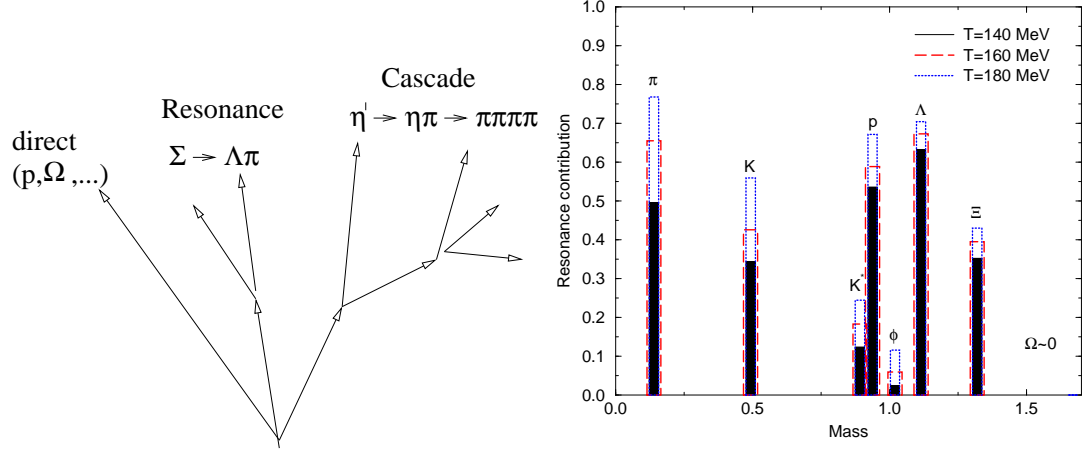 Cascade
η' → ηπ → ππππ
Resonance
Σ → Λπ
direct
(p,Ω,...)
1.0
0.9
0.8
0.7
0.6
0.5
0.4
0.3
0.2
0.1
0.0
Resonance contribution
T=140 MeV
T=160 MeV
T=180 MeV
π
K
K*
p
ϕ
Λ
Ξ
Ω~0
0.0 0.5 1.0 1.5
Mass